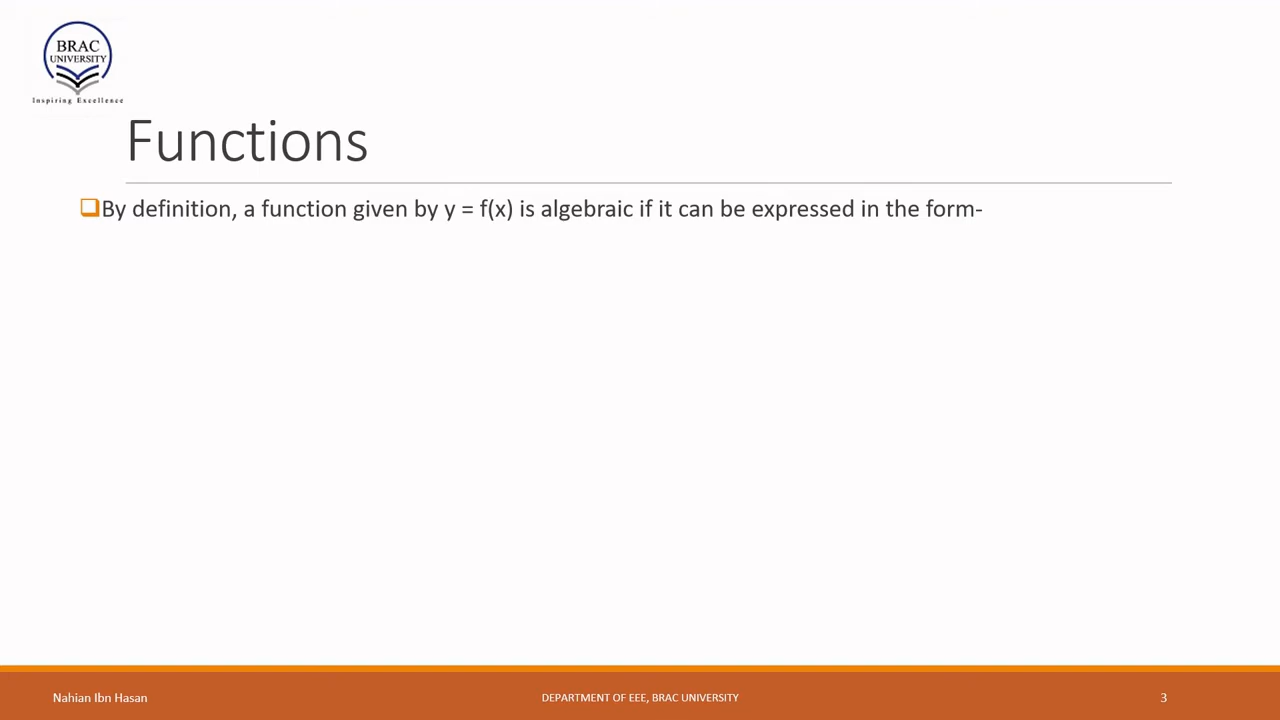 BRAC
UNIVERSITY
Inspiring Excellence
Functions
By definition, a function given by y = f(x) is algebraic if it can be expressed in the form-
Nahian Ibn Hasan
DEPARTMENT OF EEE, BRAC UNIVERSITY
3